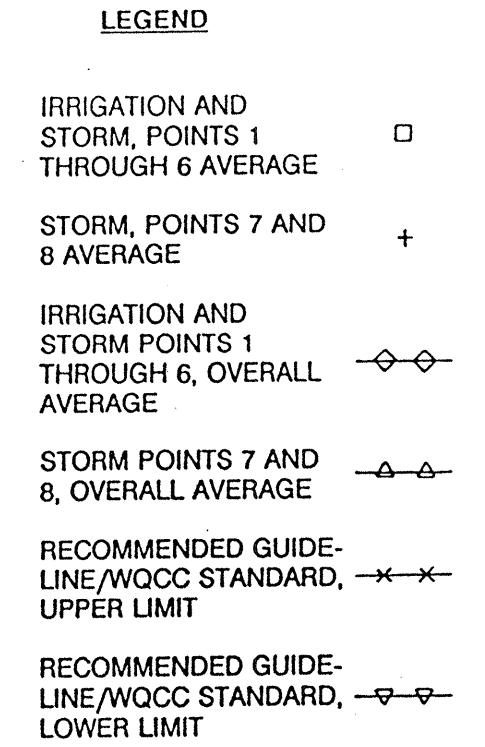 LEGEND
IRRIGATION AND
STORM, POINTS 1
THROUGH 6 AVERAGE
STORM, POINTS 7 AND
8 AVERAGE
IRRIGATION AND
STORM POINTS 1
THROUGH 6, OVERALL
AVERAGE
STORM POINTS 7 AND
8, OVERALL AVERAGE
RECOMMENDED GUIDE-
LINE/WQCC STANDARD,
UPPER LIMIT
RECOMMENDED GUIDE-
LINE/WQCC STANDARD,
LOWER LIMIT